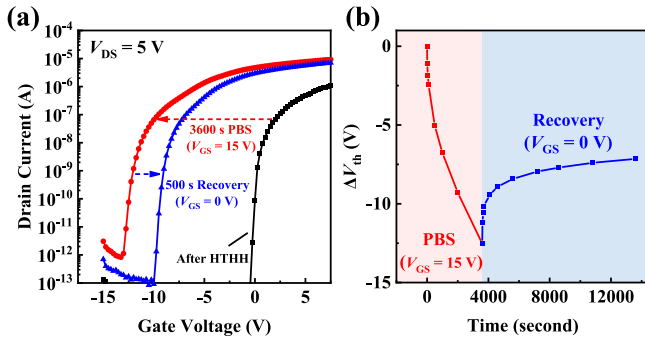 (a)
V_DS = 5 V
Drain Current (A)
10⁻⁴
10⁻⁵
10⁻⁶
10⁻⁷
10⁻⁸
10⁻⁹
10⁻¹⁰
10⁻¹¹
10⁻¹²
10⁻¹³
3600 s PBS
(V_GS = 15 V)
500 s Recovery
(V_GS = 0 V)
After HTHH
-15 -10 -5 0 5
Gate Voltage (V)
(b)
ΔV_th (V)
0
-5
-10
-15
Recovery
(V_GS = 0 V)
PBS
(V_GS = 15 V)
0 4000 8000 12000
Time (second)